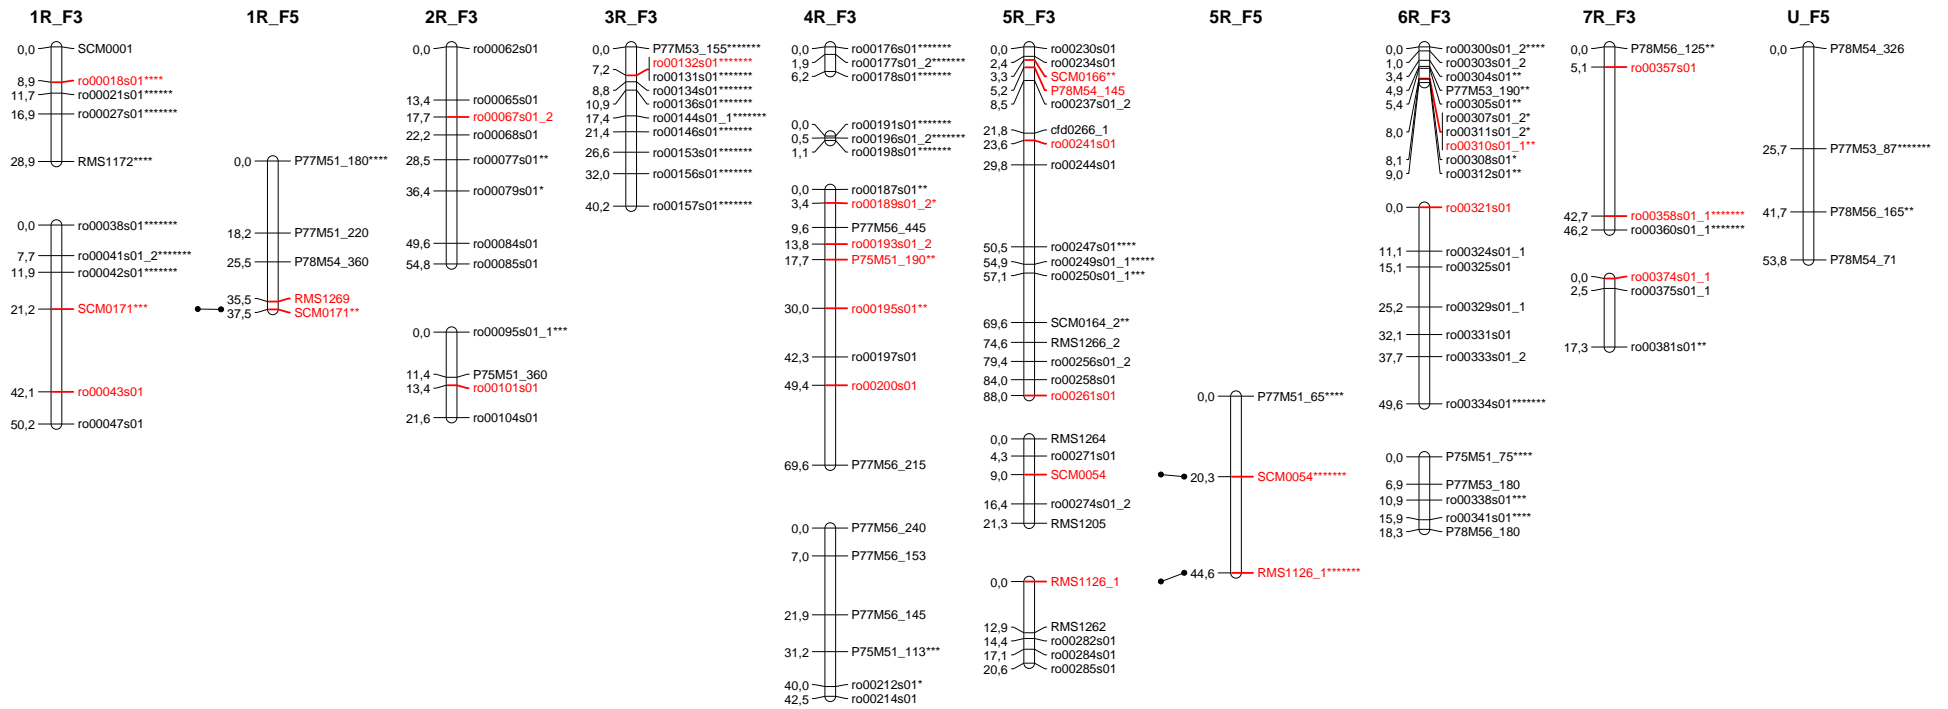 1R_F3
0,0 SCM0001
8,9 ro00018s01****
11,7 ro00021s01******
16,9 ro00027s01*******
28,9 RMS1172****
0,0 ro00038s01*******
7,7 ro00041s01_2*******
11,9 ro00042s01*******
21,2 SCM0171***
42,1 ro00043s01
50,2 ro00047s01
1R_F5
0,0 P77M51_180****
18,2 P77M51_220
25,5 P78M54_360
35,5 RMS1269
37,5 SCM0171**
2R_F3
0,0 ro00062s01
13,4 ro00065s01
17,7 ro00067s01_2
22,2 ro00068s01
28,5 ro00077s01**
36,4 ro00079s01*
49,6 ro00084s01
54,8 ro00085s01
0,0 ro00095s01_1***
11,4 P75M51_360
13,4 ro00101s01
21,6 ro00104s01
3R_F3
0,0 P77M53_155*******
ro00132s01*******
7,2 ro00131s01*******
8,8 ro00134s01*******
10,9 ro00136s01*******
17,4 ro00144s01_1*******
21,4 ro00146s01*******
26,6 ro00153s01*******
32,0 ro00156s01*******
40,2 ro00157s01*******
4R_F3
0,0 ro00176s01*******
1,9 ro00177s01_2*******
6,2 ro00178s01*******
0,0 ro00191s01*******
0,5 ro00196s01_2*******
1,1 ro00198s01*******
0,0 ro00187s01**
3,4 ro00189s01_2*
9,6 P77M56_445
13,8 ro00193s01_2
17,7 P75M51_190**
30,0 ro00195s01**
42,3 ro00197s01
49,4 ro00200s01
69,6 P77M56_215
0,0 P77M56_240
7,0 P77M56_153
21,9 P77M56_145
31,2 P75M51_113***
40,0 ro00212s01*
42,5 ro00214s01
5R_F3
0,0 ro00230s01
2,4 ro00234s01
3,3 SCM0166**
5,2 P78M54_145
8,5 ro00237s01_2
21,8 cfd0266_1
23,6 ro00241s01
29,8 ro00244s01
50,5 ro00247s01****
54,9 ro00249s01_1*****
57,1 ro00250s01_1***
69,6 SCM0164_2**
74,6 RMS1266_2
79,4 ro00256s01_2
84,0 ro00258s01
88,0 ro00261s01
0,0 RMS1264
4,3 ro00271s01
9,0 SCM0054
16,4 ro00274s01_2
21,3 RMS1205
0,0 RMS1126_1
12,9 RMS1262
14,4 ro00282s01
17,1 ro00284s01
20,6 ro00285s01
5R_F5
0,0 P77M51_65****
20,3 SCM0054*******
44,6 RMS1126_1*******
6R_F3
0,0 ro00300s01_2****
1,0 ro00303s01_2
3,4 ro00304s01**
4,9 P77M53_190**
5,4 ro00305s01**
ro00307s01_2*
8,0 ro00311s01_2*
ro00310s01_1**
8,1 ro00308s01*
9,0 ro00312s01**
0,0 ro00321s01
11,1 ro00324s01_1
15,1 ro00325s01
25,2 ro00329s01_1
32,1 ro00331s01
37,7 ro00333s01_2
49,6 ro00334s01*******
0,0 P75M51_75****
6,9 P77M53_180
10,9 ro00338s01***
15,9 ro00341s01****
18,3 P78M56_180
7R_F3
0,0 P78M56_125**
5,1 ro00357s01
42,7 ro00358s01_1*******
46,2 ro00360s01_1*******
0,0 ro00374s01_1
2,5 ro00375s01_1
17,3 ro00381s01**
U_F5
0,0 P78M54_326
25,7 P77M53_87*******
41,7 P78M56_165**
53,8 P78M54_71